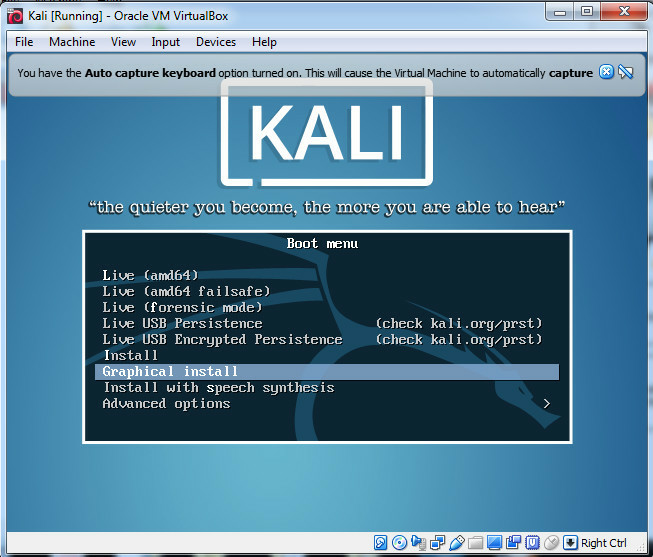 Kali [Running] - Oracle VM VirtualBox
File Machine View Input Devices Help
You have the Auto capture keyboard option turned on. This will cause the Virtual Machine to automatically capture
KALI
“the quieter you become, the more you are able to hear”
Boot menu
Live (amd64)
Live (amd64 failsafe)
Live (forensic mode)
Live USB Persistence (check kali.org/prst)
Live USB Encrypted Persistence (check kali.org/prst)
Install
Graphical install
Install with speech synthesis
Advanced options >
Right Ctrl